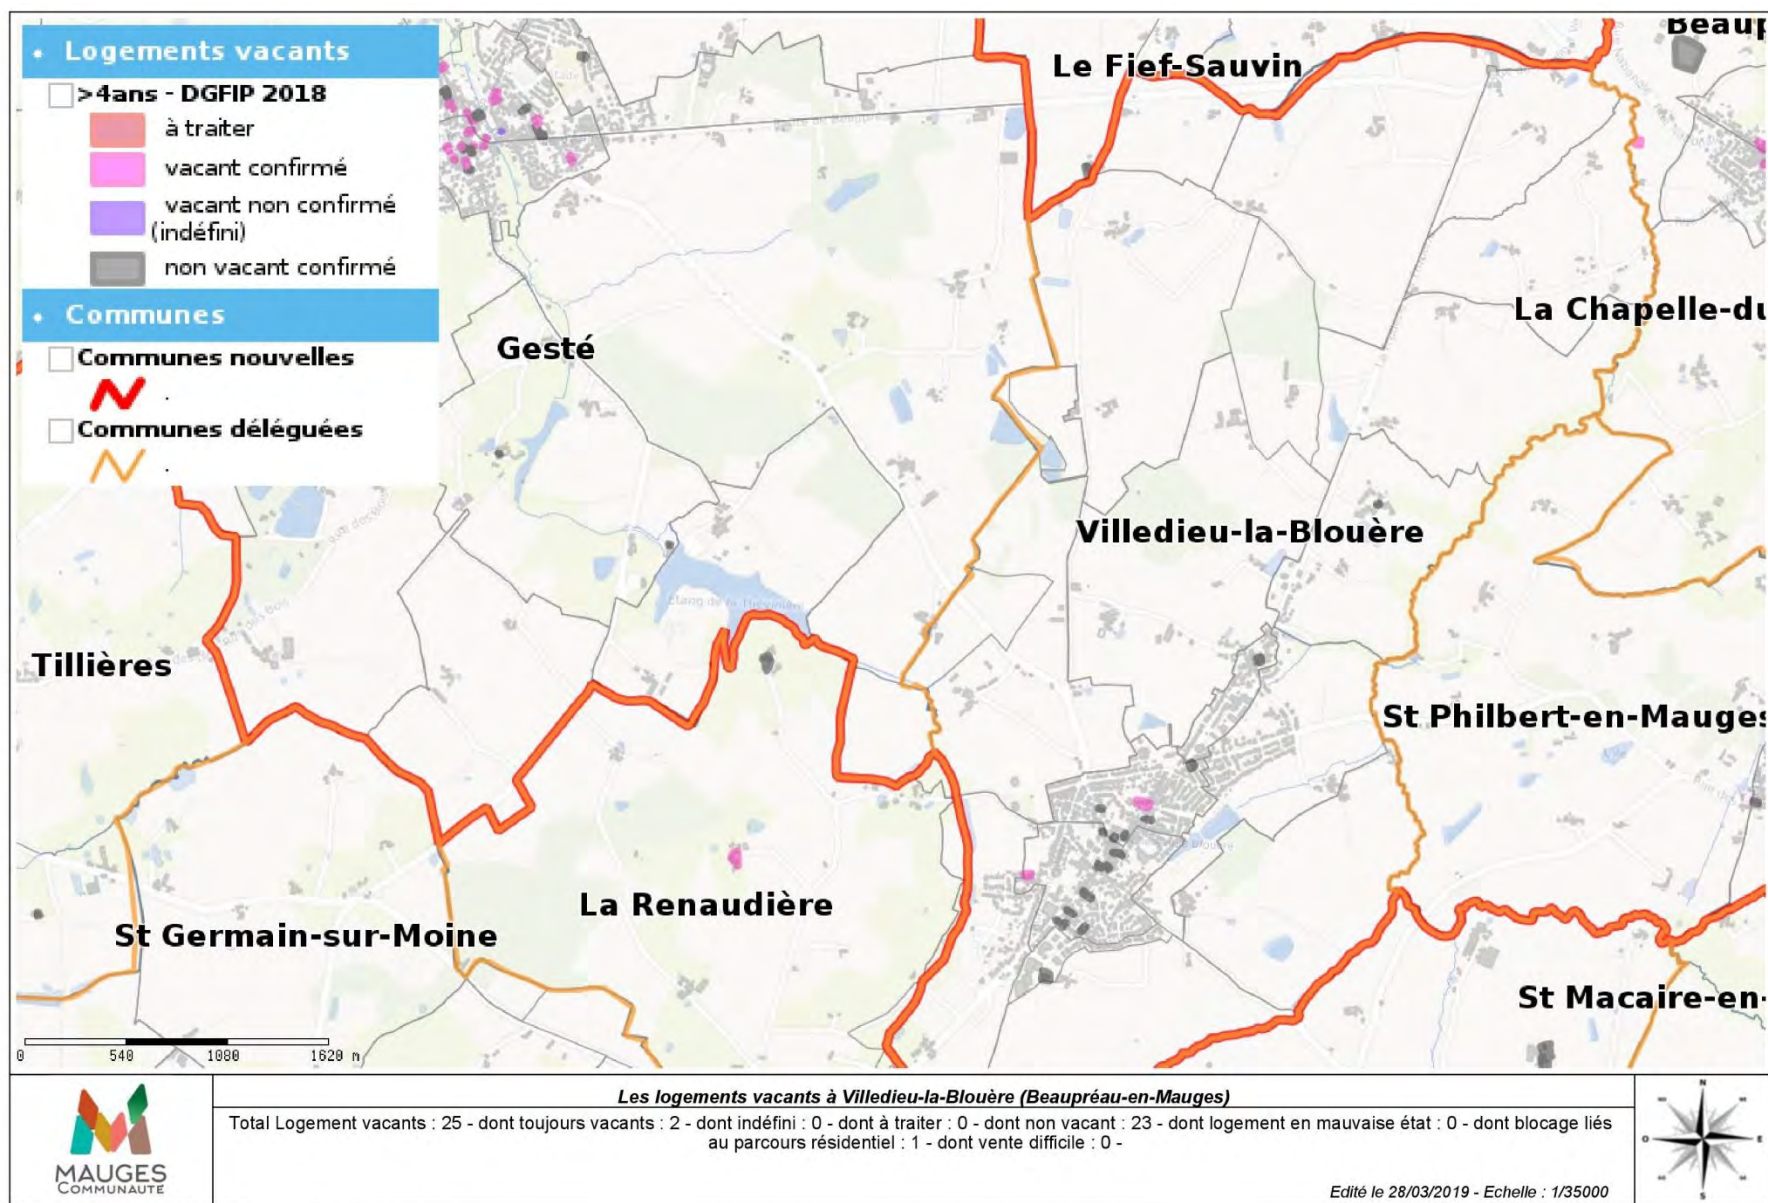 Logements vacants
>4ans - DGFIP 2018
à traiter
vacant confirmé
vacant non confirmé
(indéfini)
non vacant confirmé
Communes
Communes nouvelles
.
Communes déléguées
.
Beaup
Le Fief-Sauvin
La Chapelle-du
Gesté
Villedieu-la-Blouère
Tillières
St Philbert-en-Mauges
La Renaudière
St Germain-sur-Moine
St Macaire-en-
0 540 1080 1620 m
MAUGES
COMMUNAUTÉ
Les logements vacants à Villedieu-la-Blouère (Beaupréau-en-Mauges)
Total Logement vacants : 25 - dont toujours vacants : 2 - dont indéfini : 0 - dont à traiter : 0 - dont non vacant : 23 - dont logement en mauvaise état : 0 - dont blocage liés
au parcours résidentiel : 1 - dont vente difficile : 0 -
Edité le 28/03/2019 - Echelle : 1/35000
N
O
E
S